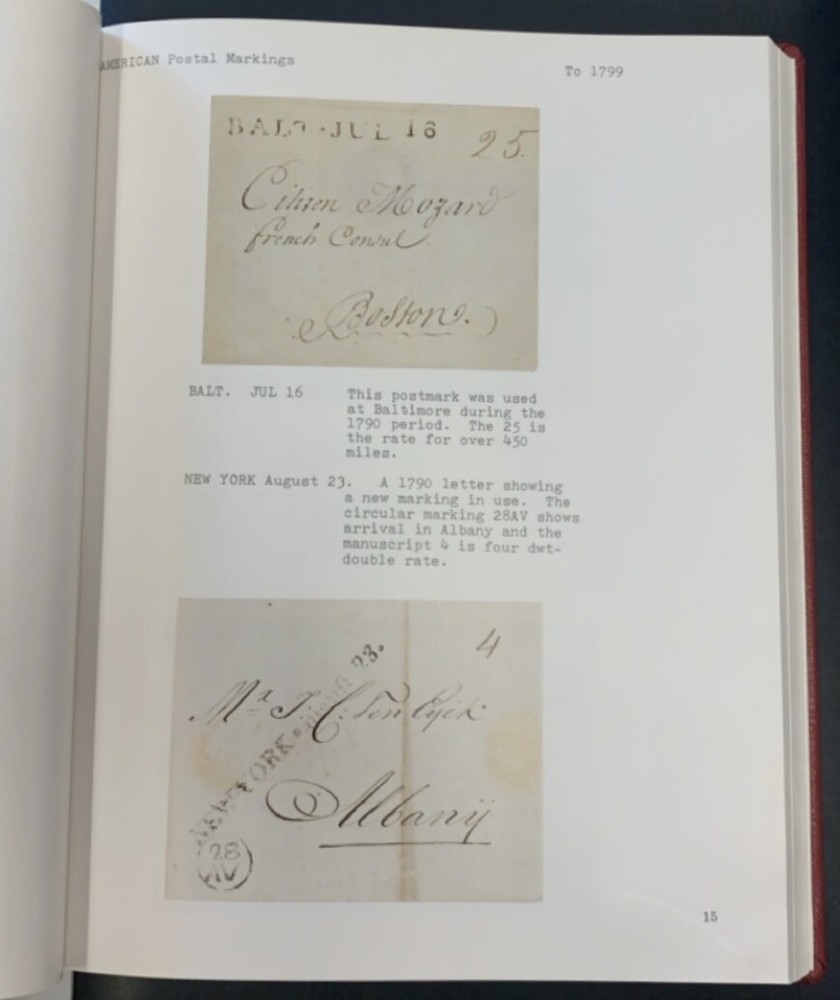 AMERICAN Postal Markings
To 1799
BALT·JUL 16
25.
Citizen Mozard
french Consul
Boston.
BALT. JUL 16 This postmark was used
at Baltimore during the
1790 period. The 25 is
the rate for over 450
miles.
NEW YORK August 23. A 1790 letter showing
a new marking in use. The
circular marking 28AV shows
arrival in Albany and the
manuscript 4 is four dwt-
double rate.
4
Mr J. C. Ten Eyck
NEW-YORK 23.
Albany
28
AV
15